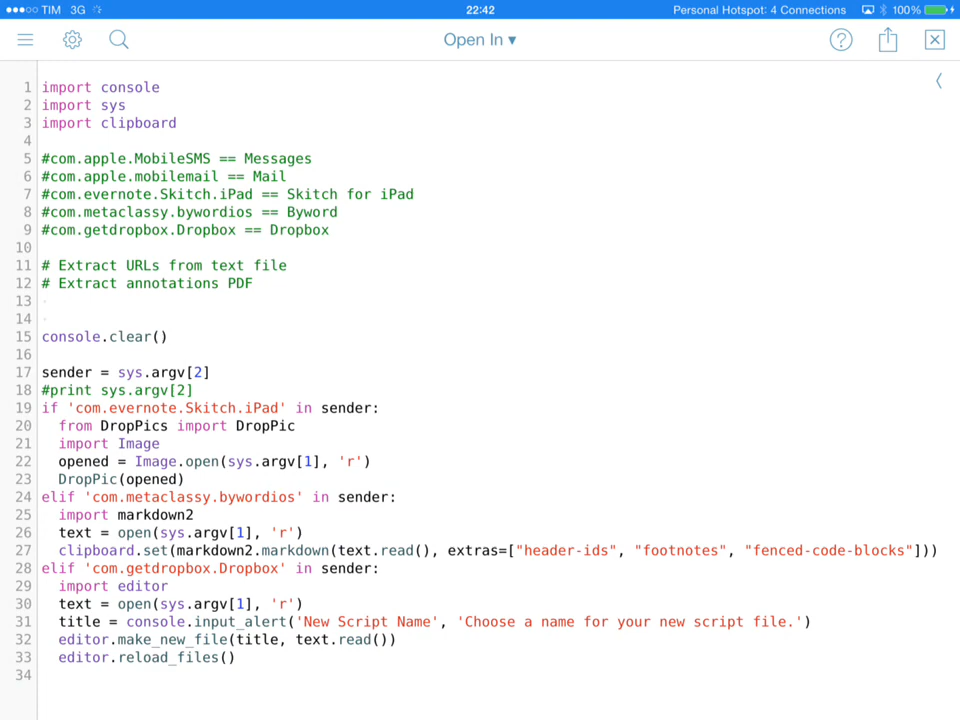 TIM 3G 22:42 Personal Hotspot: 4 Connections 100%
Open In ▾ ?
1 import console
2 import sys
3 import clipboard
4
5 #com.apple.MobileSMS == Messages
6 #com.apple.mobilemail == Mail
7 #com.evernote.Skitch.iPad == Skitch for iPad
8 #com.metaclassy.bywordios == Byword
9 #com.getdropbox.Dropbox == Dropbox
10
11 # Extract URLs from text file
12 # Extract annotations PDF
13
14
15 console.clear()
16
17 sender = sys.argv[2]
18 #print sys.argv[2]
19 if 'com.evernote.Skitch.iPad' in sender:
20   from DropPics import DropPic
21   import Image
22   opened = Image.open(sys.argv[1], 'r')
23   DropPic(opened)
24 elif 'com.metaclassy.bywordios' in sender:
25   import markdown2
26   text = open(sys.argv[1], 'r')
27   clipboard.set(markdown2.markdown(text.read(), extras=["header-ids", "footnotes", "fenced-code-blocks"]))
28 elif 'com.getdropbox.Dropbox' in sender:
29   import editor
30   text = open(sys.argv[1], 'r')
31   title = console.input_alert('New Script Name', 'Choose a name for your new script file.')
32   editor.make_new_file(title, text.read())
33   editor.reload_files()
34